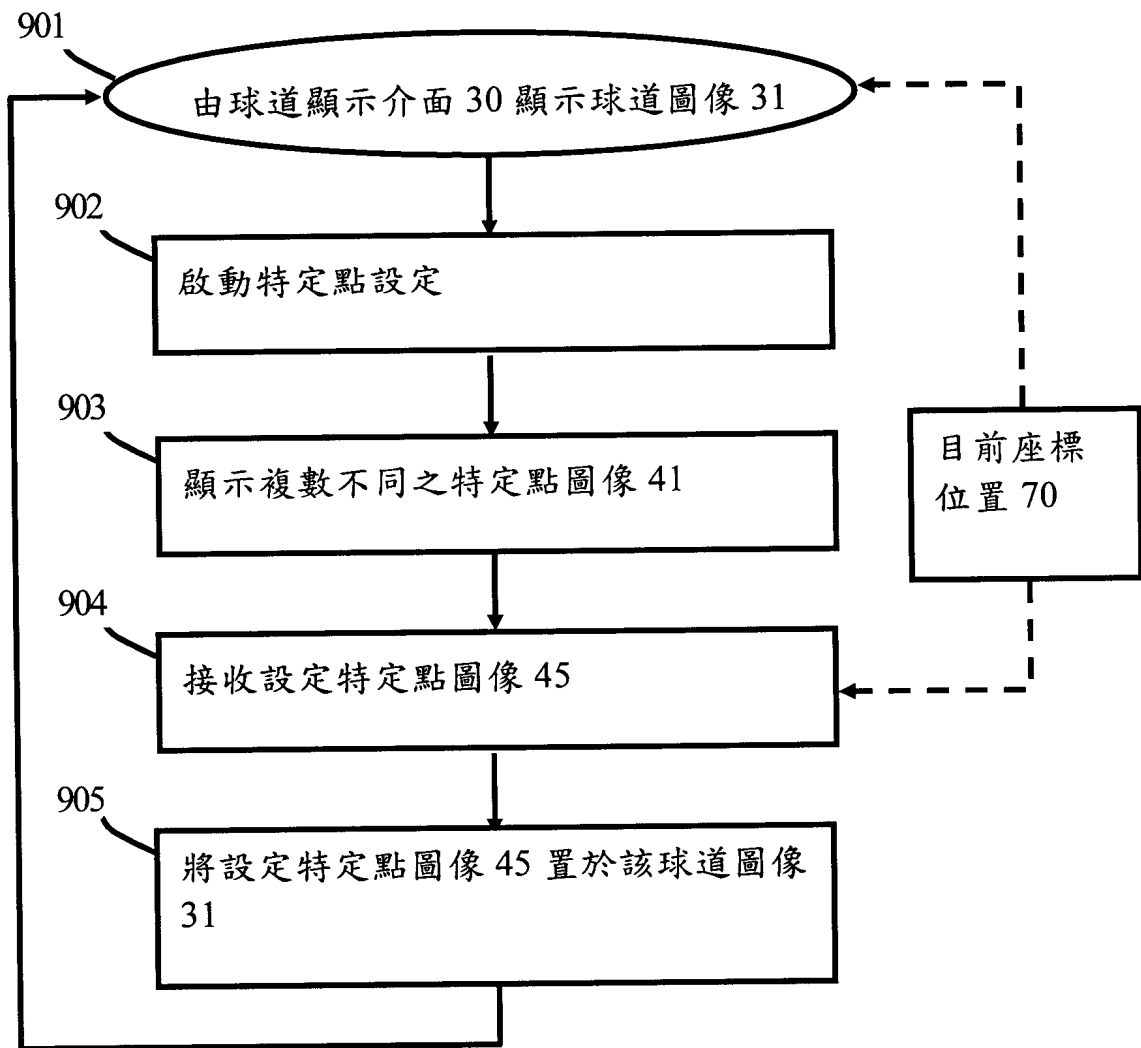 901
由球道顯示介面 30 顯示球道圖像 31
902
啟動特定點設定
903
顯示複數不同之特定點圖像 41
目前座標
位置 70
904
接收設定特定點圖像 45
905
將設定特定點圖像 45 置於該球道圖像
31